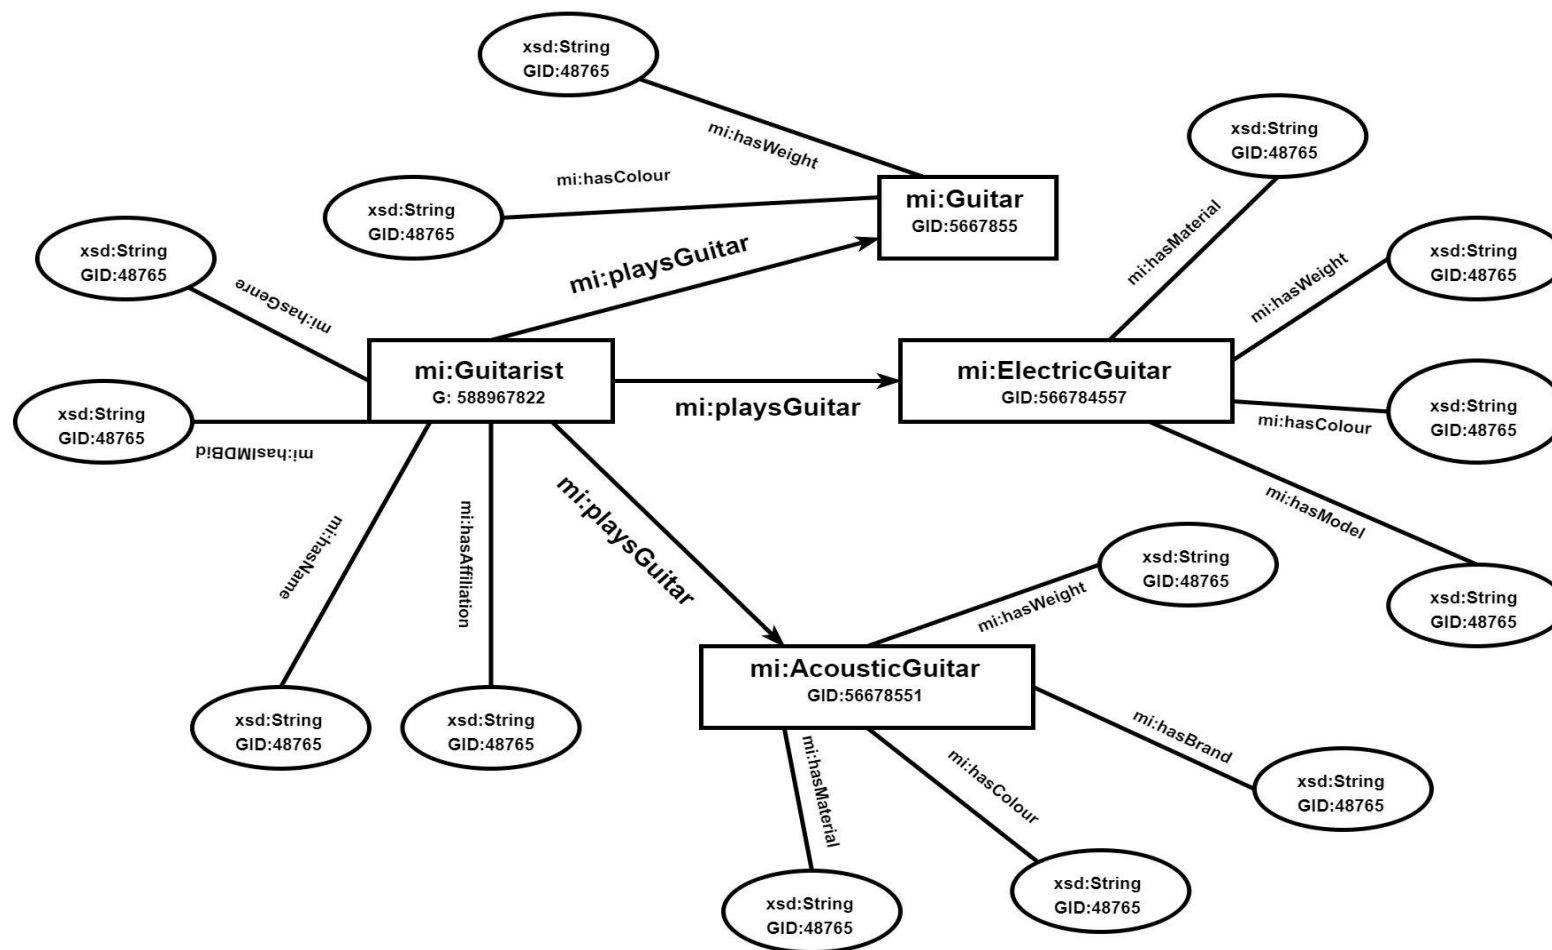 xsd:String
GID:48765
mi:hasWeight
xsd:String
GID:48765
mi:hasMaterial
xsd:String
GID:48765
mi:hasColour
mi:Guitar
GID:5667855
xsd:String
GID:48765
mi:hasGenre
mi:playsGuitar
mi:hasWeight
xsd:String
GID:48765
mi:Guitarist
G: 588967822
mi:playsGuitar
mi:ElectricGuitar
GID:566784557
xsd:String
GID:48765
mi:hasIMDBid
mi:hasColour
xsd:String
GID:48765
mi:hasName
mi:hasAffiliation
mi:playsGuitar
mi:hasModel
xsd:String
GID:48765
mi:hasWeight
xsd:String
GID:48765
mi:AcousticGuitar
GID:56678551
xsd:String
GID:48765
xsd:String
GID:48765
mi:hasMaterial
mi:hasColour
mi:hasBrand
xsd:String
GID:48765
xsd:String
GID:48765
xsd:String
GID:48765